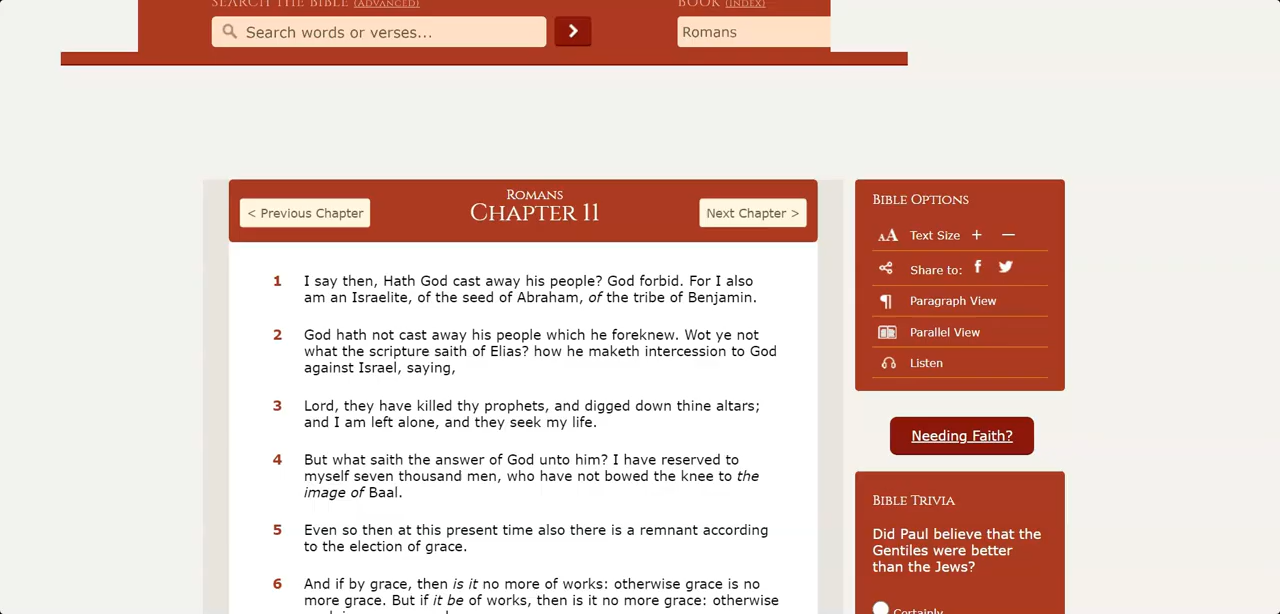 SEARCH THE BIBLE (ADVANCED)
BOOK (INDEX)
Search words or verses...
Romans
ROMANS
CHAPTER 11
< Previous Chapter
Next Chapter >
1 I say then, Hath God cast away his people? God forbid. For I also
am an Israelite, of the seed of Abraham, of the tribe of Benjamin.
2 God hath not cast away his people which he foreknew. Wot ye not
what the scripture saith of Elias? how he maketh intercession to God
against Israel, saying,
3 Lord, they have killed thy prophets, and digged down thine altars;
and I am left alone, and they seek my life.
4 But what saith the answer of God unto him? I have reserved to
myself seven thousand men, who have not bowed the knee to the
image of Baal.
5 Even so then at this present time also there is a remnant according
to the election of grace.
6 And if by grace, then is it no more of works: otherwise grace is no
more grace. But if it be of works, then is it no more grace: otherwise
BIBLE OPTIONS
AA Text Size + —
Share to:
Paragraph View
Parallel View
Listen
Needing Faith?
BIBLE TRIVIA
Did Paul believe that the
Gentiles were better
than the Jews?
Certainly